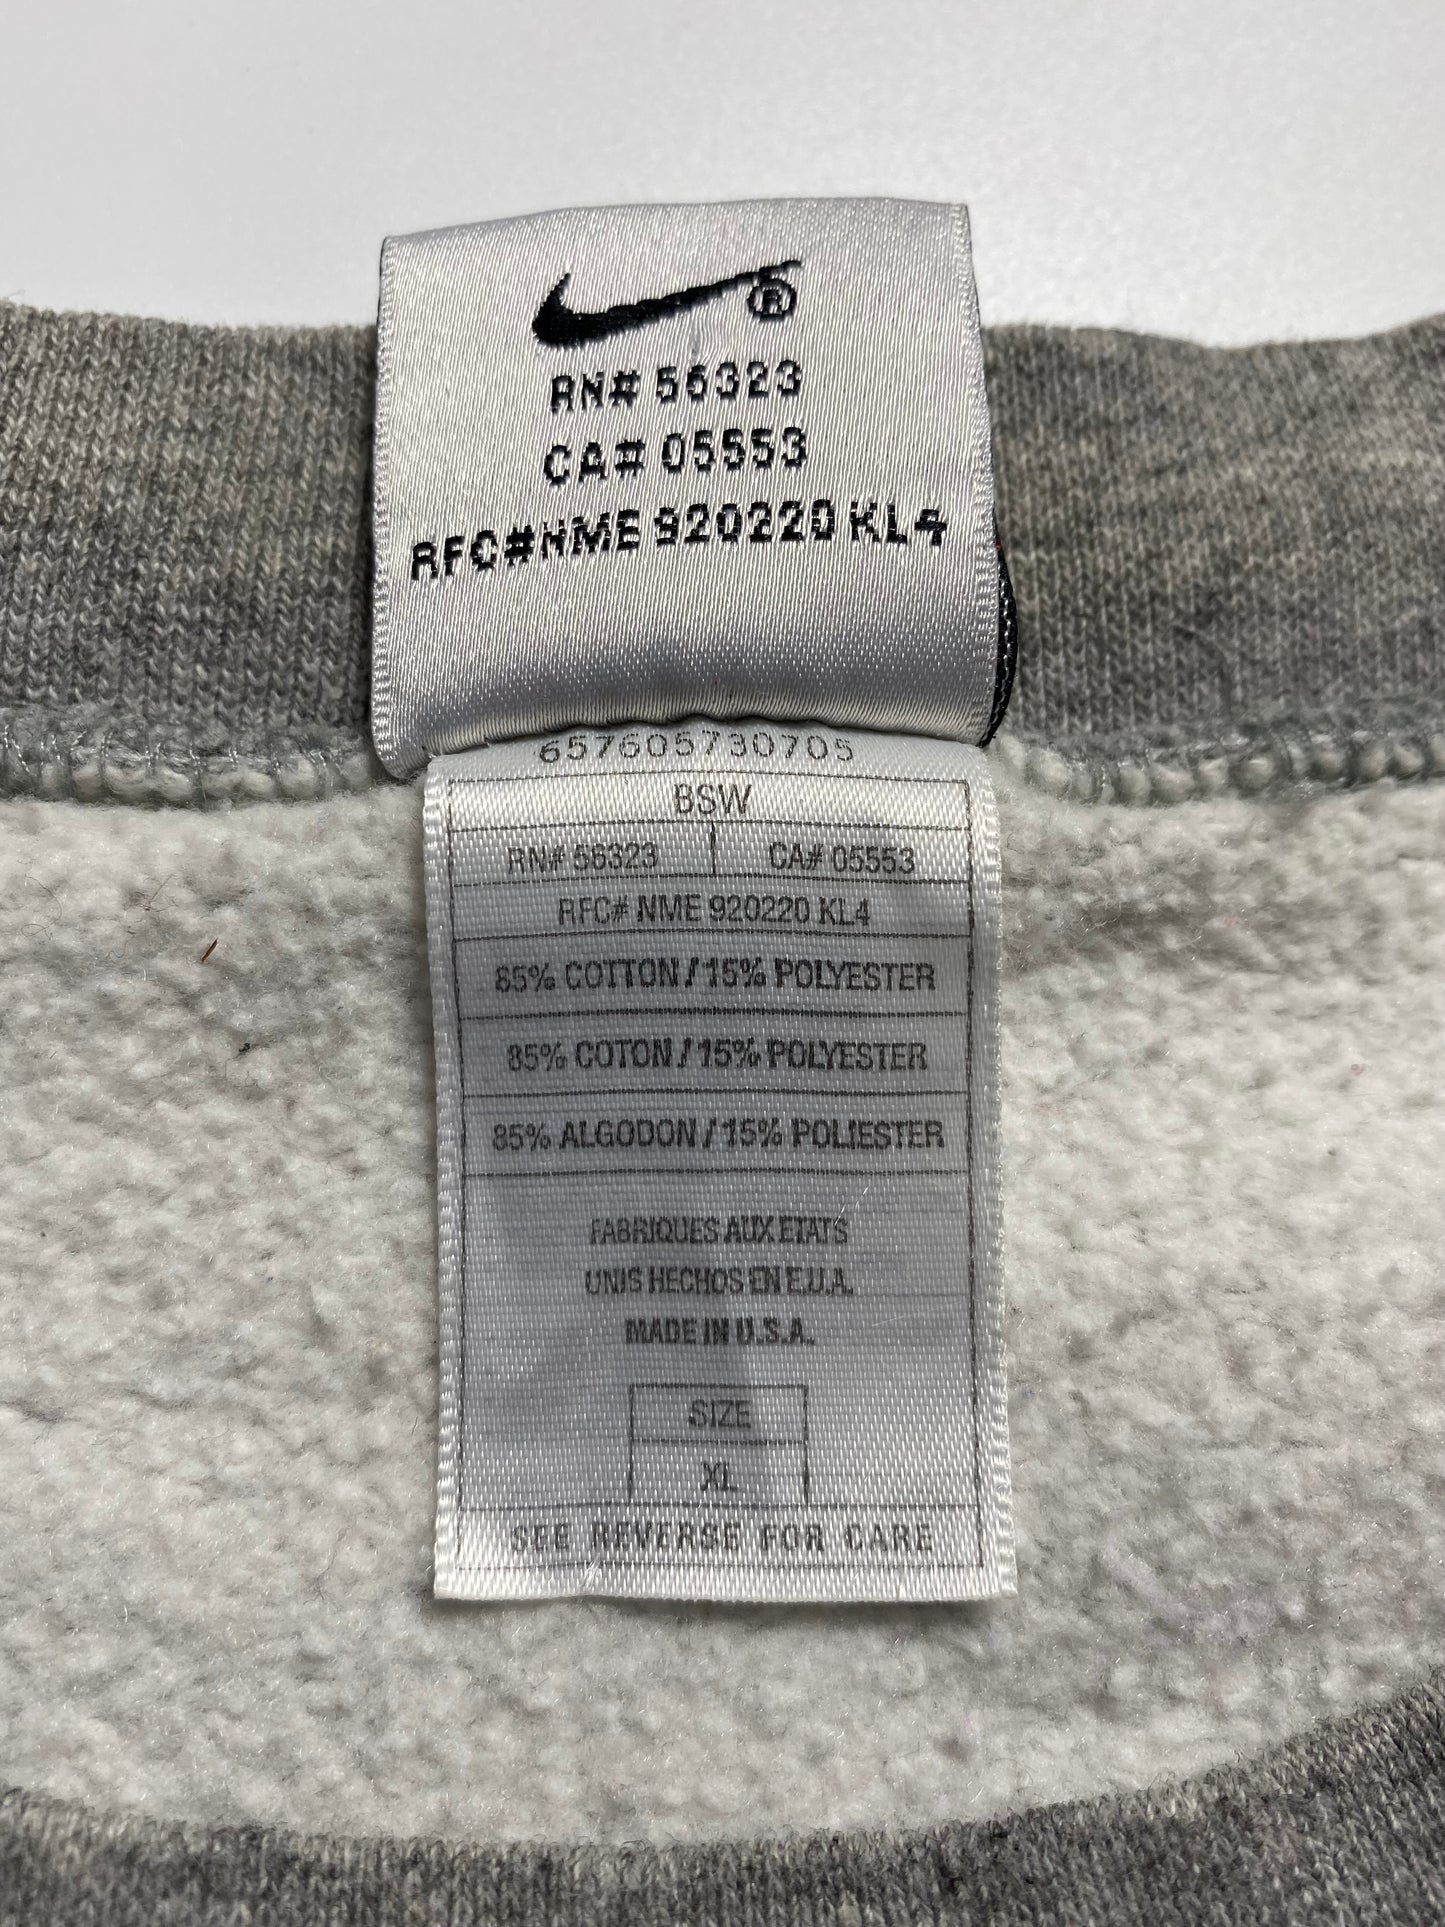 ®
RN# 56323
CA# 05553
RFC# NME 920220 KL4
657605730705
BSW
RN# 56323 CA# 05553
RFC# NME 920220 KL4
85% COTTON / 15% POLYESTER
85% COTON / 15% POLYESTER
85% ALGODON / 15% POLIESTER
FABRIQUES AUX ETATS
UNIS HECHOS EN E.U.A.
MADE IN U.S.A.
SIZE
XL
SEE REVERSE FOR CARE